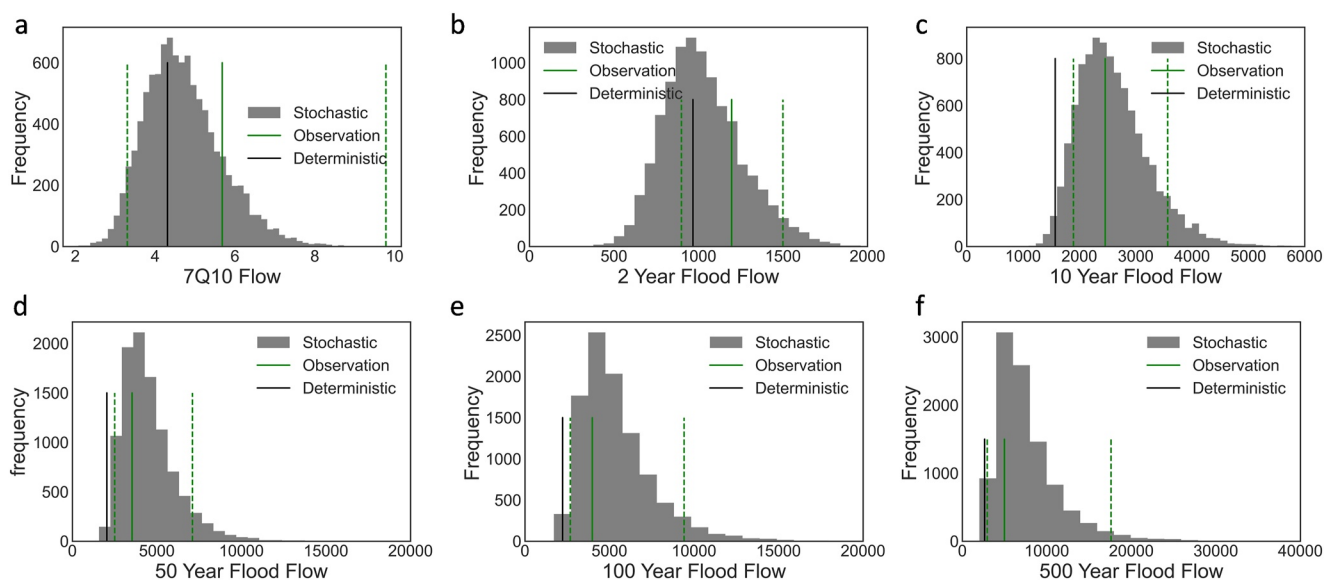 a
600
400
200
0
Frequency
Stochastic
Observation
Deterministic
2 4 6 8 10
7Q10 Flow
b
1000
800
600
400
200
0
Frequency
Stochastic
Observation
Deterministic
0 500 1000 1500 2000
2 Year Flood Flow
c
800
600
400
200
0
Frequency
Stochastic
Observation
Deterministic
0 1000 2000 3000 4000 5000 6000
10 Year Flood Flow
d
2000
1500
1000
500
0
frequency
Stochastic
Observation
Deterministic
0 5000 10000 15000 20000
50 Year Flood Flow
e
2500
2000
1500
1000
500
0
Frequency
Stochastic
Observation
Deterministic
0 5000 10000 15000 20000
100 Year Flood Flow
f
3000
2000
1000
0
Frequency
Stochastic
Observation
Deterministic
0 10000 20000 30000 40000
500 Year Flood Flow